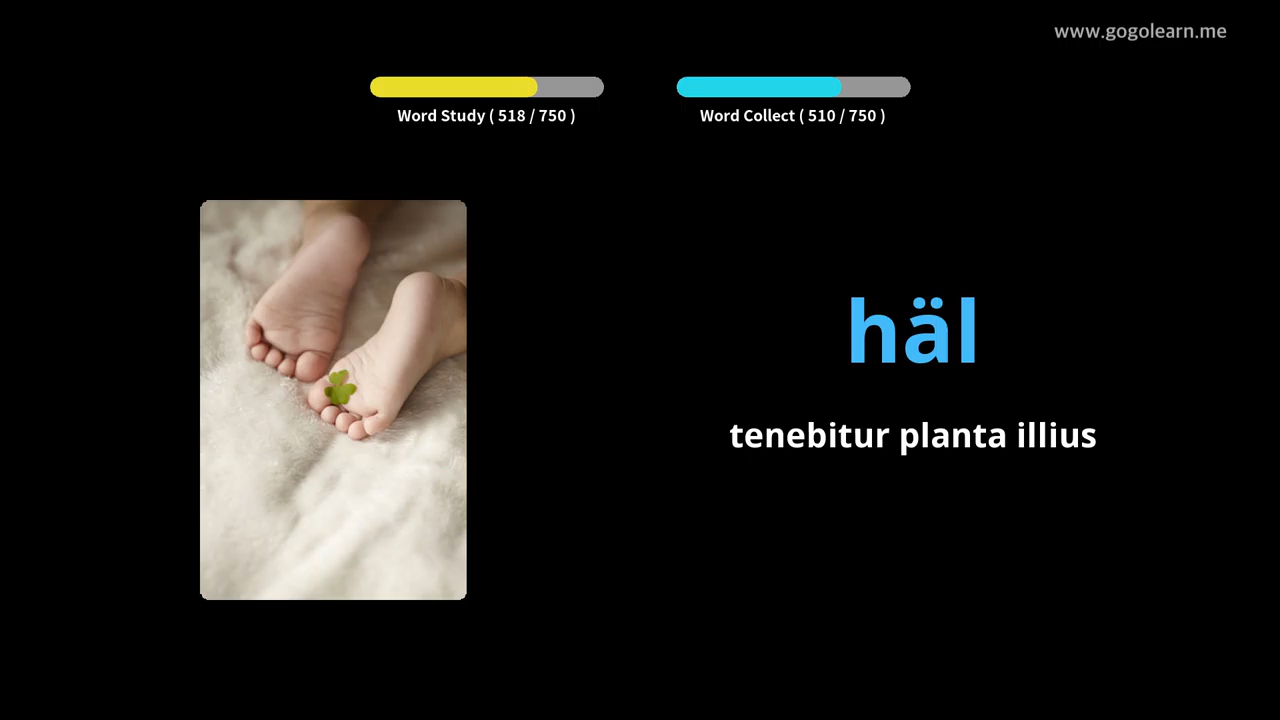 www.gogolearn.me
Word Study ( 518 / 750 )
Word Collect ( 510 / 750 )
häl
tenebitur planta illius